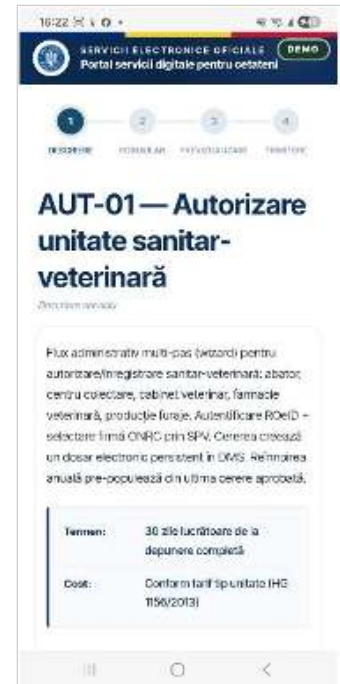 16:22
SERVICII ELECTRONICE OFICIALE
DEMO
Portal servicii digitale pentru cetateni
1 2 3 4
DESCRIERE FORMULAR PREVIZUALIZARE TRIMITERE
AUT-01 — Autorizare
unitate sanitar-
veterinară
Descriere serviciu
Flux administrativ multi-pas (wizard) pentru
autorizare/înregistrare sanitar-veterinară: abator,
centru colectare, cabinet veterinar, farmacie
veterinară, producție furaje. Autentificare ROeID –
selectare firmă ONRC prin SPV. Cererea creează
un dosar electronic persistent în DMS. Reînnoirea
anuală pre-populează din ultima cerere aprobată.
Termen: 30 zile lucrătoare de la
depunere completă
Cost: Conform tarif tip unitate (HG
1156/2013)